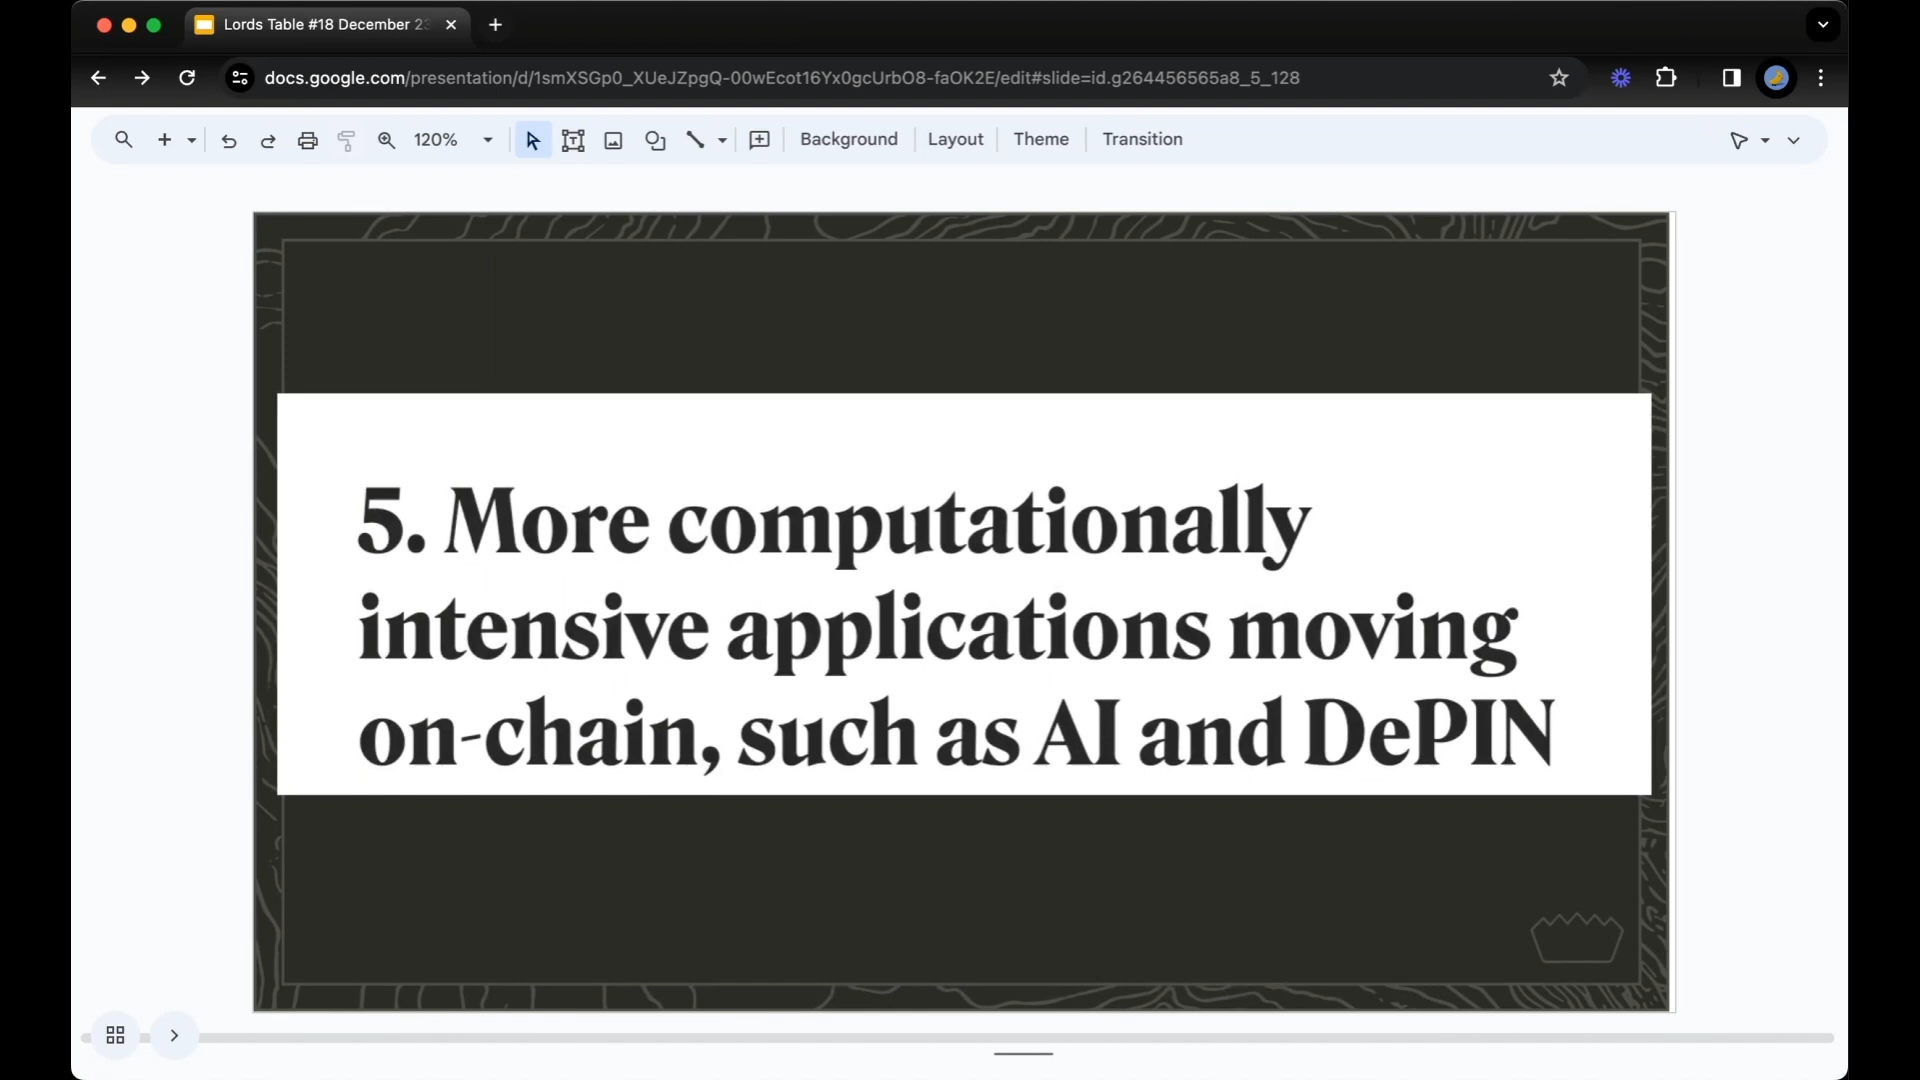 Lords Table #18 December 23
docs.google.com/presentation/d/1smXSGp0_XUeJZpgQ-00wEcot16Yx0gcUrbO8-faOK2E/edit#slide=id.g264456565a8_5_128
120% Background Layout Theme Transition
5. More computationally
intensive applications moving
on-chain, such as AI and DePIN